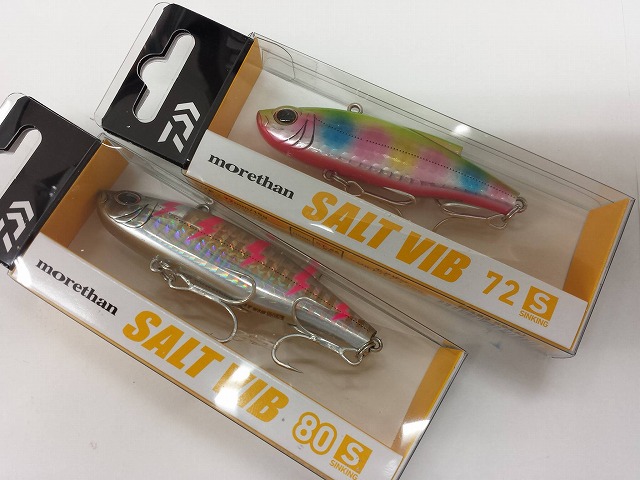 morethan
SALT VIB 72 S
SINKING
morethan
SALT VIB 80 S
SINKING